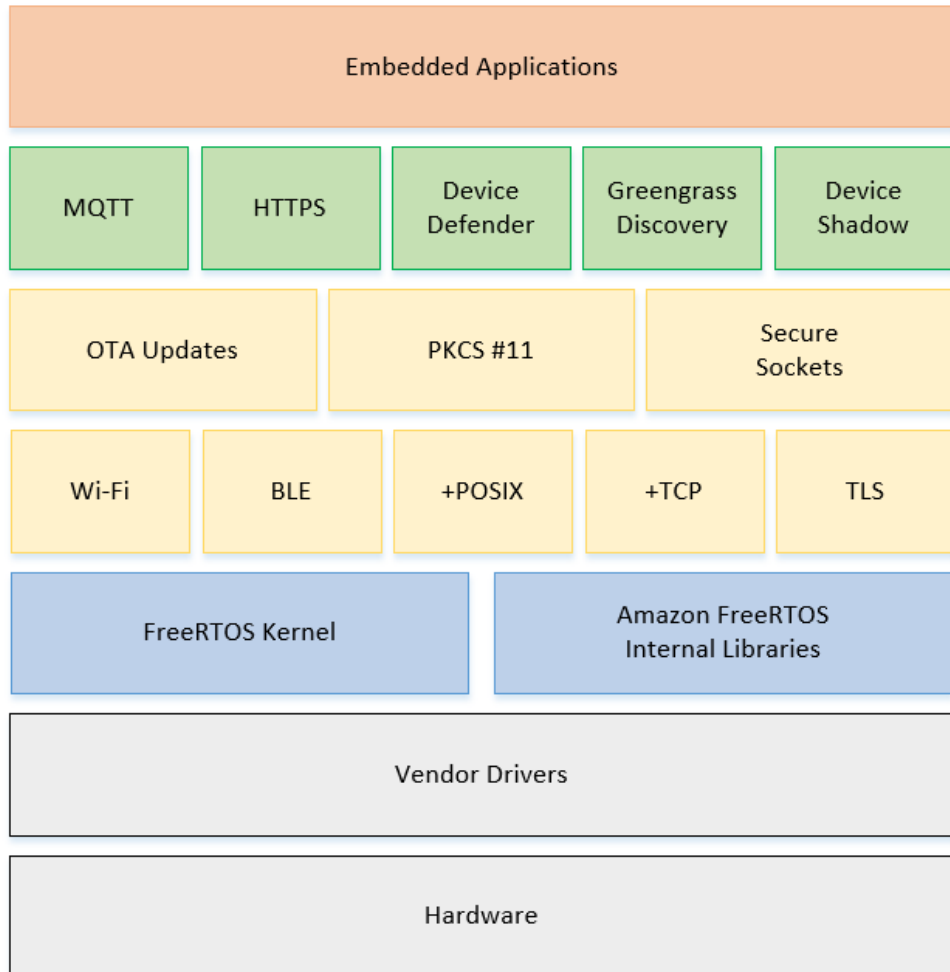 Embedded Applications
MQTT
HTTPS
Device
Defender
Greengrass
Discovery
Device
Shadow
OTA Updates
PKCS #11
Secure
Sockets
Wi-Fi
BLE
+POSIX
+TCP
TLS
FreeRTOS Kernel
Amazon FreeRTOS
Internal Libraries
Vendor Drivers
Hardware